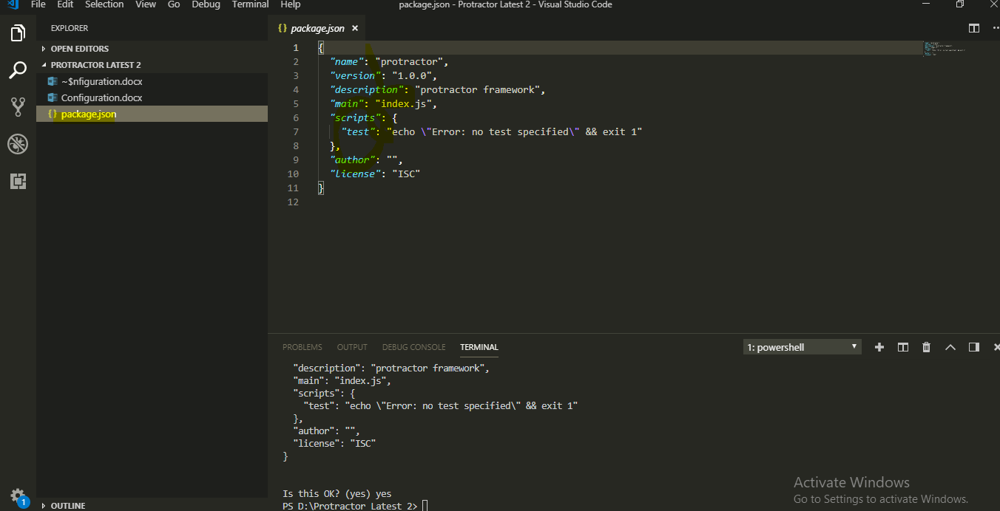 File Edit Selection View Go Debug Terminal Help
package.json - Protractor Latest 2 - Visual Studio Code
EXPLORER
OPEN EDITORS
PROTRACTOR LATEST 2
~$nfiguration.docx
Configuration.docx
{} package.json
{} package.json ×
1 {
2 "name": "protractor",
3 "version": "1.0.0",
4 "description": "protractor framework",
5 "main": "index.js",
6 "scripts": {
7 "test": "echo \"Error: no test specified\" && exit 1"
8 },
9 "author": "",
10 "license": "ISC"
11 }
12
PROBLEMS OUTPUT DEBUG CONSOLE TERMINAL
1: powershell
"description": "protractor framework",
"main": "index.js",
"scripts": {
"test": "echo \"Error: no test specified\" && exit 1"
},
"author": "",
"license": "ISC"
}
Is this OK? (yes) yes
PS D:\Protractor Latest 2>
1
OUTLINE
Activate Windows
Go to Settings to activate Windows.